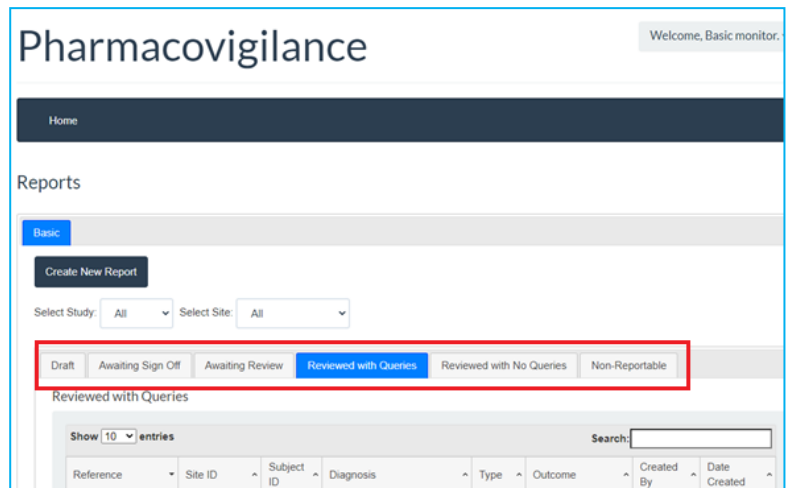 Pharmacovigilance
Welcome, Basic monitor.
Home
Reports
Basic
Create New Report
Select Study: All Select Site: All
Draft Awaiting Sign Off Awaiting Review Reviewed with Queries Reviewed with No Queries Non-Reportable
Reviewed with Queries
Show 10 entries Search:
Reference Site ID Subject ID Diagnosis Type Outcome Created By Date Created